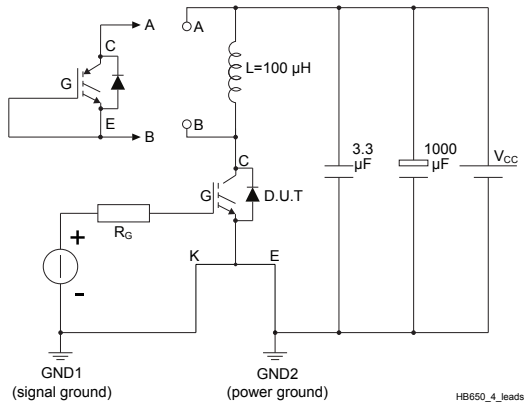 A
A
C
G
L=100 µH
E
B
B
C
3.3
µF
1000
µF
VCC
G
D.U.T
RG
+
K
E
-
GND1
(signal ground)
GND2
(power ground)
HB650_4_leads